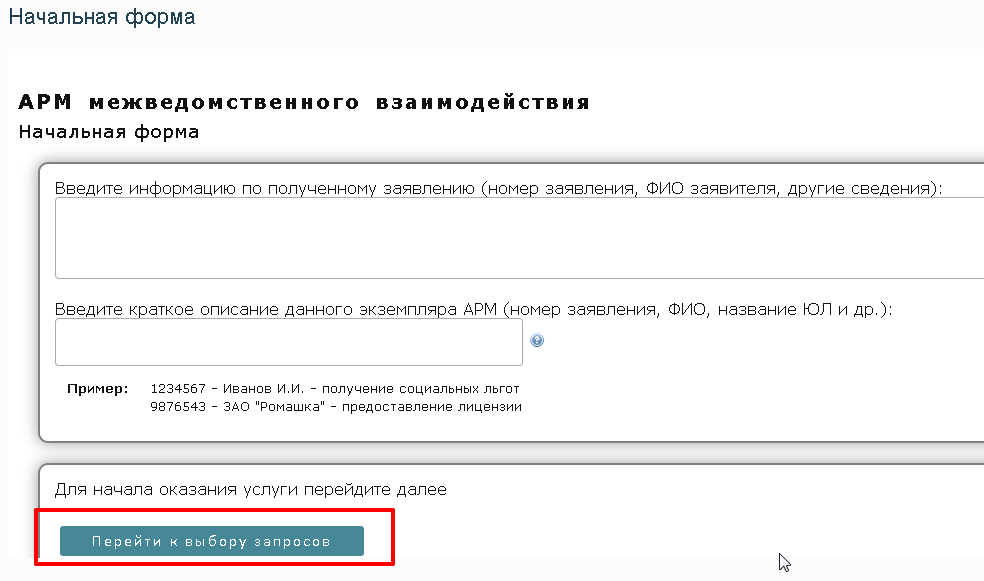 Начальная форма
АРМ межведомственного взаимодействия
Начальная форма
Введите информацию по полученному заявлению (номер заявления, ФИО заявителя, другие сведения):
Введите краткое описание данного экземпляра АРМ (номер заявления, ФИО, название ЮЛ и др.):
?
Пример: 1234567 - Иванов И.И. - получение социальных льгот
9876543 - ЗАО "Ромашка" - предоставление лицензии
Для начала оказания услуги перейдите далее
Перейти к выбору запросов